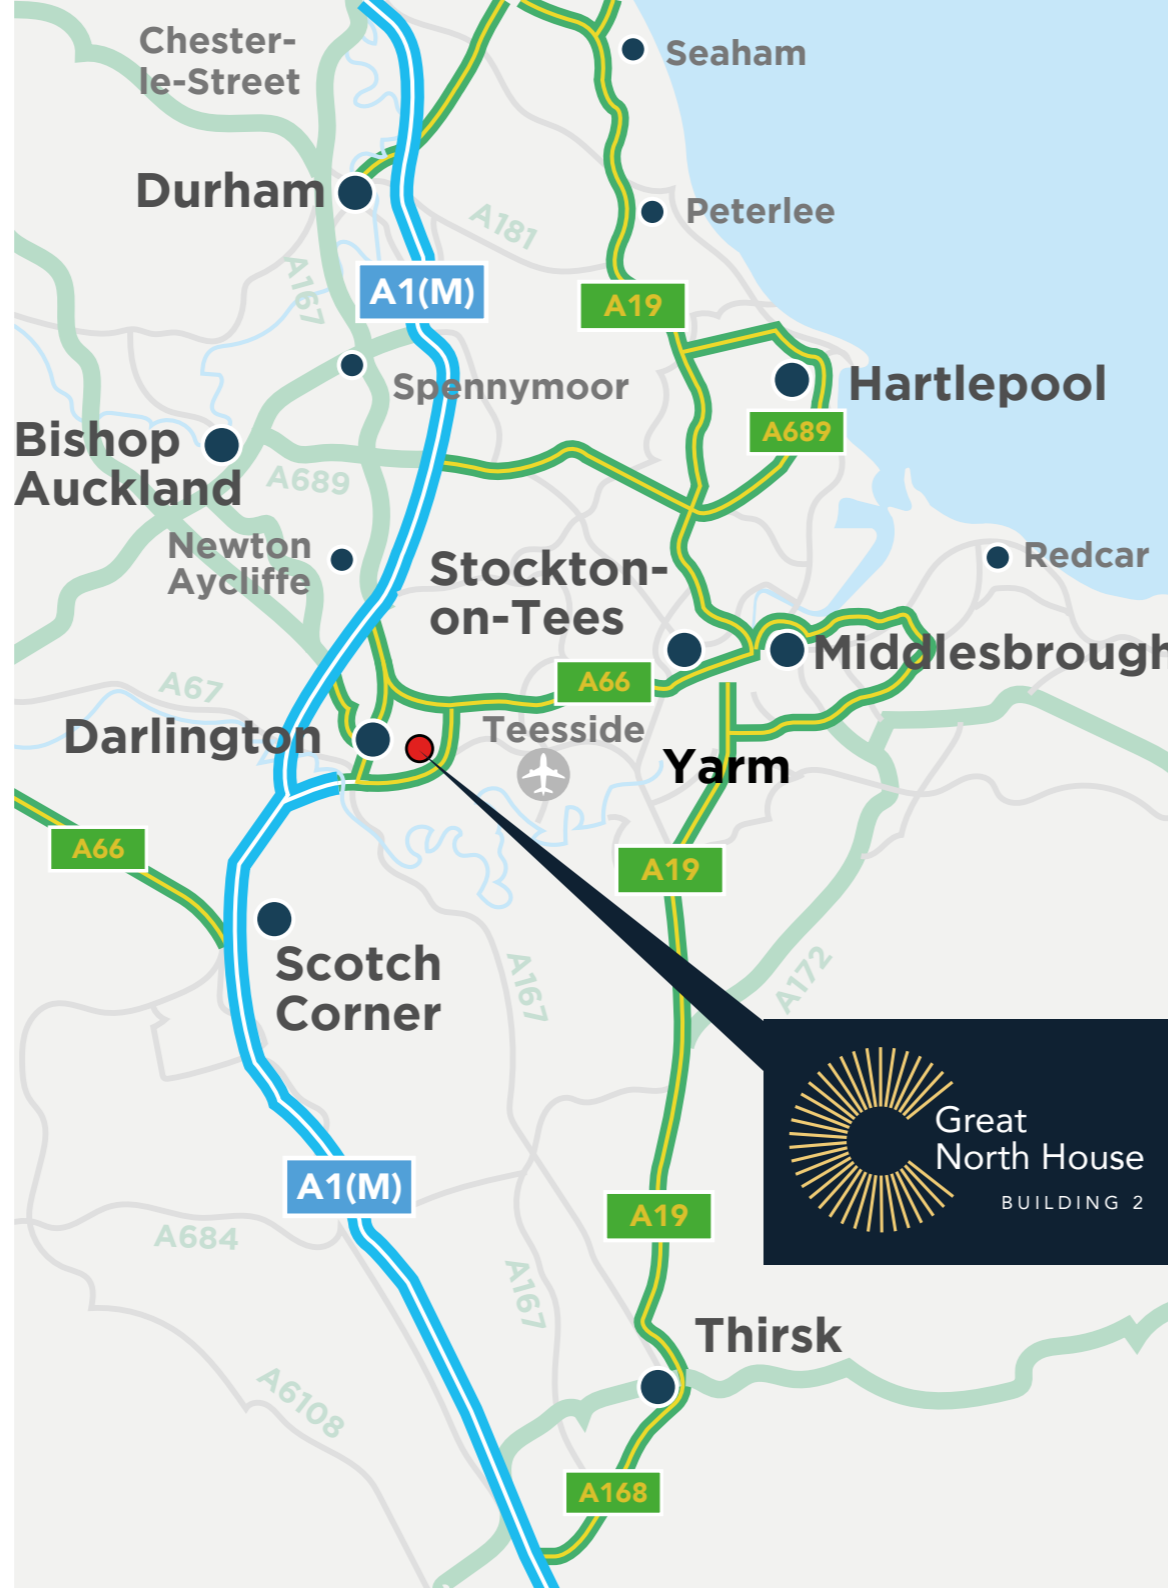 Chester-
le-Street
Seaham
Durham
Peterlee
A181
A167
A1(M)
A19
Spennymoor
Hartlepool
A689
Bishop
Auckland
A689
Newton
Aycliffe
Stockton-
on-Tees
Redcar
Middlesbrough
A66
A67
Darlington
Teesside
Yarm
A66
A19
Scotch
Corner
A167
A172
Great
North House
BUILDING 2
A1(M)
A19
A684
A167
Thirsk
A6108
A168